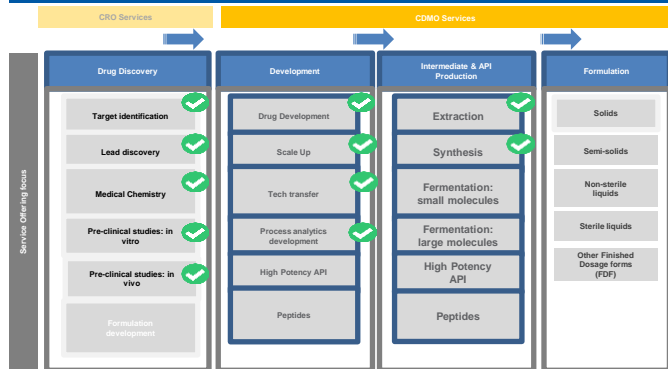 CRO Services
CDMO Services
Drug Discovery
Development
Intermediate & API
Production
Formulation
Service Offering focus
Target identification
Lead discovery
Medical Chemistry
Pre-clinical studies: in
vitro
Pre-clinical studies: in
vivo
Formulation
development
Drug Development
Scale Up
Tech transfer
Process analytics
development
High Potency API
Peptides
Extraction
Synthesis
Fermentation:
small molecules
Fermentation:
large molecules
High Potency
API
Peptides
Solids
Semi-solids
Non-sterile
liquids
Sterile liquids
Other Finished
Dosage forms
(FDF)